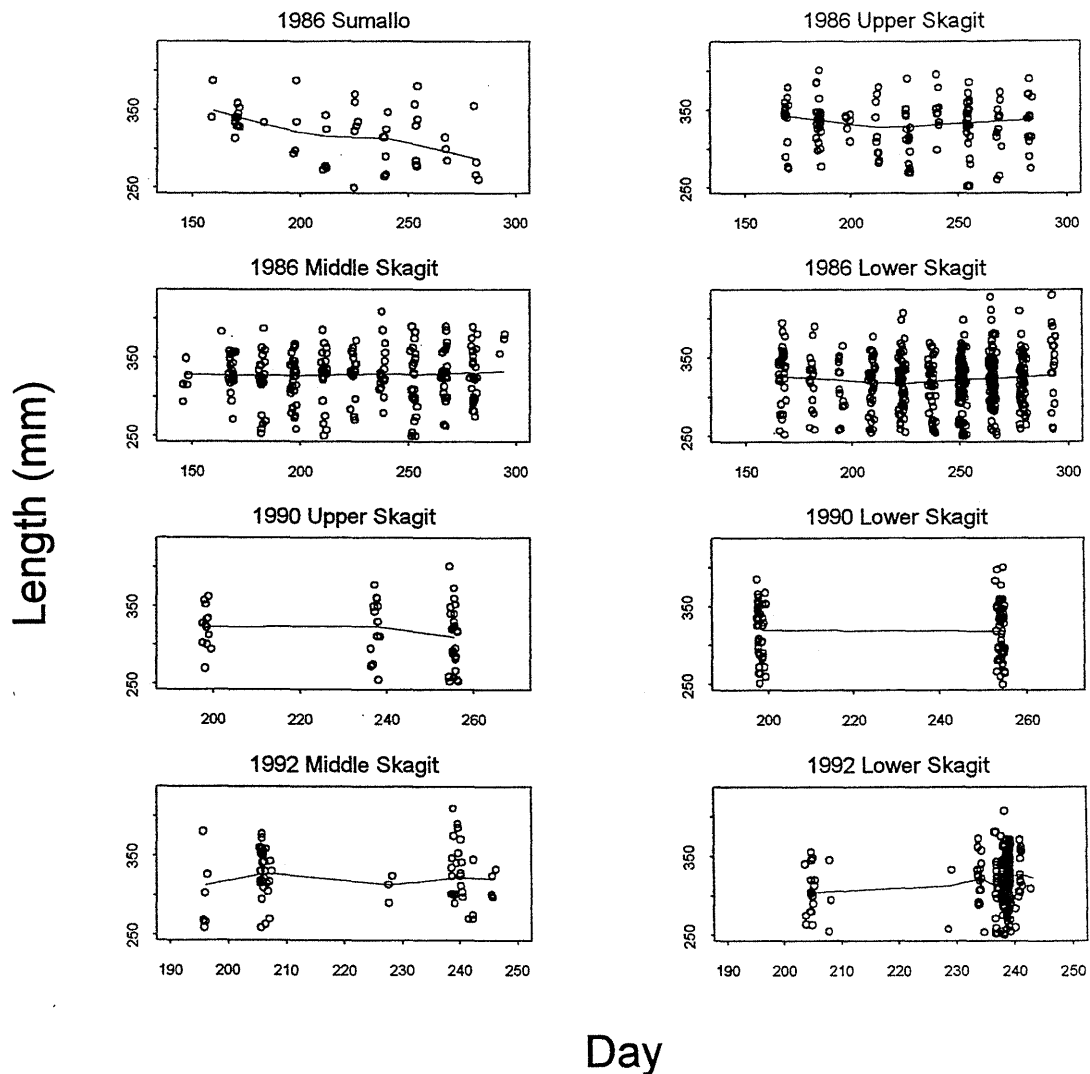 1986 Sumallo
1986 Upper Skagit
350
250
350
250
150 200 250 300
150 200 250 300
1986 Middle Skagit
1986 Lower Skagit
350
250
350
250
150 200 250 300
150 200 250 300
1990 Upper Skagit
1990 Lower Skagit
350
250
350
250
200 220 240 260
200 220 240 260
1992 Middle Skagit
1992 Lower Skagit
350
250
350
250
190 200 210 220 230 240 250
190 200 210 220 230 240 250
Length (mm)
Day